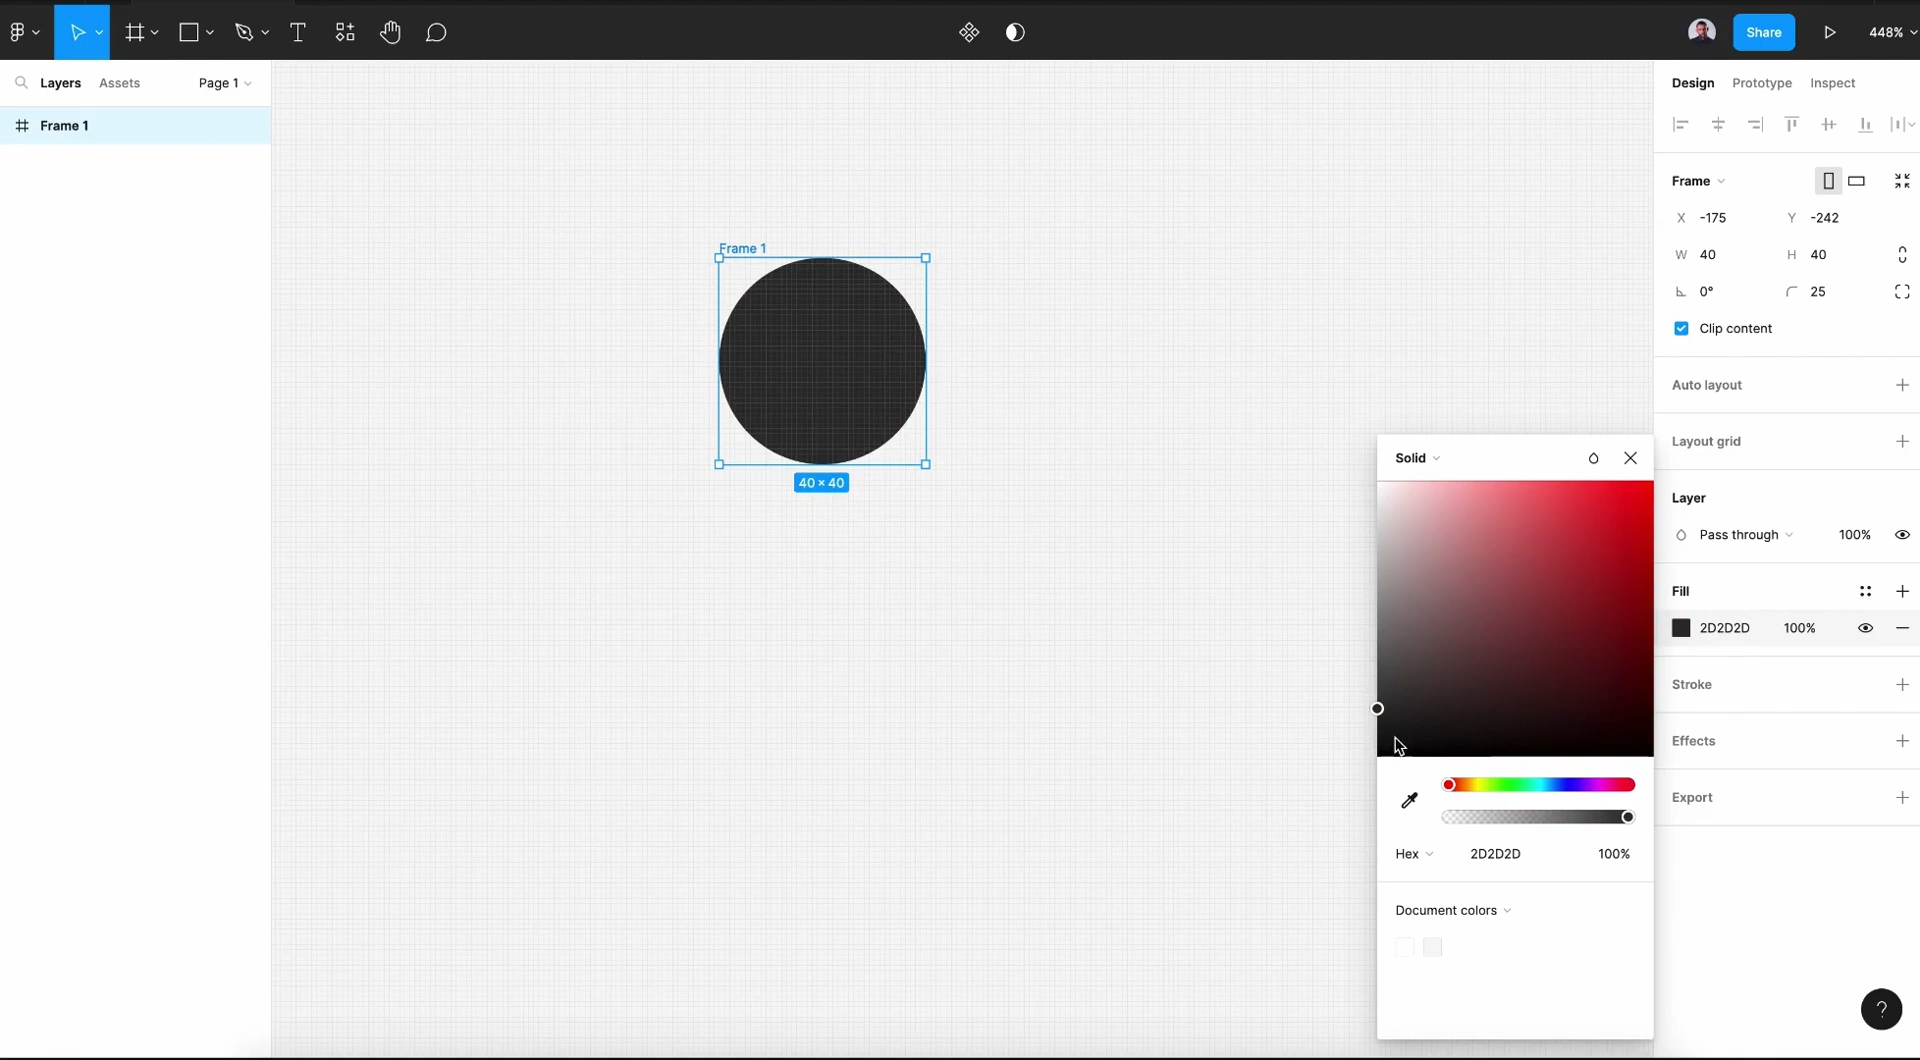 Share
448%
Layers Assets Page 1
Frame 1
Frame 1
40 × 40
Design Prototype Inspect
Frame
X -175 Y -242
W 40 H 40
0° 25
Clip content
Auto layout
Layout grid
Layer
Pass through 100%
Fill
2D2D2D 100%
Stroke
Effects
Export
Solid
Hex 2D2D2D 100%
Document colors
?